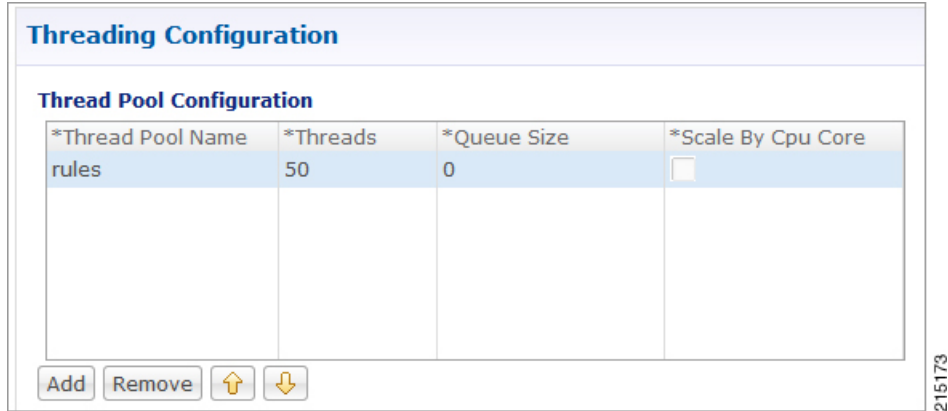 Threading Configuration
Thread Pool Configuration
*Thread Pool Name *Threads *Queue Size *Scale By Cpu Core
rules 50 0
Add Remove
215173